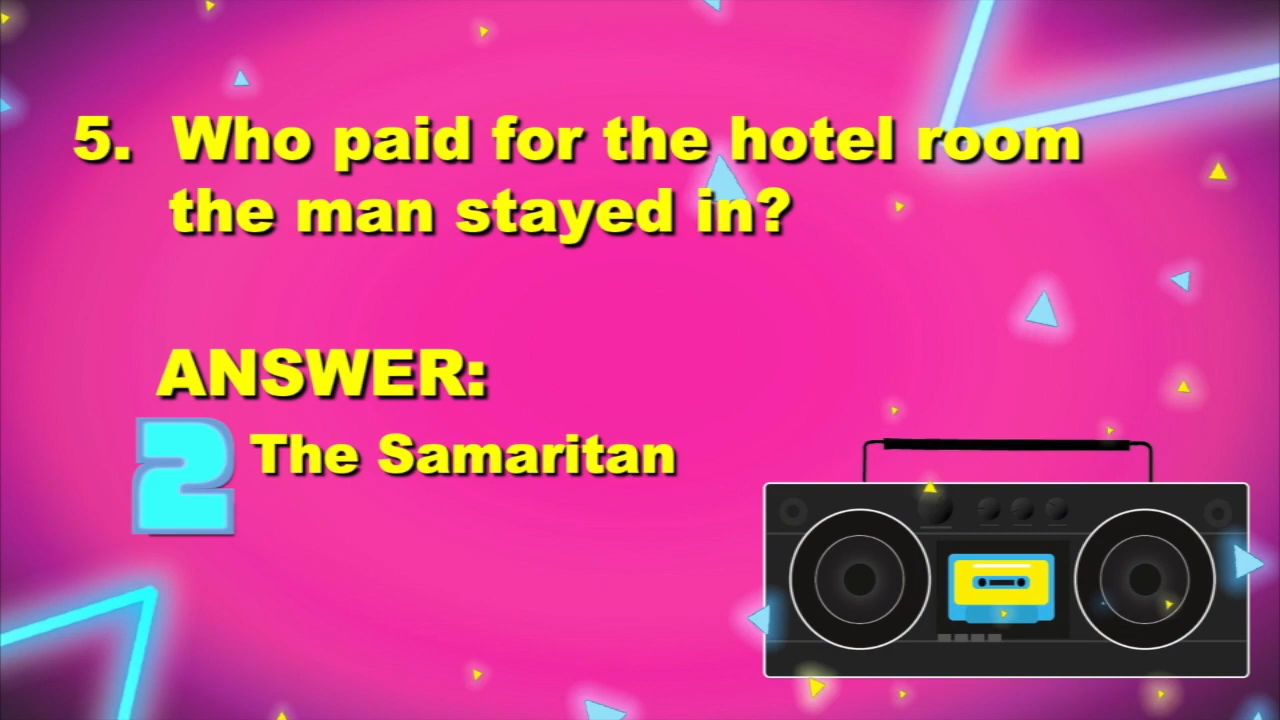 5. Who paid for the hotel room
the man stayed in?
ANSWER:
2 The Samaritan